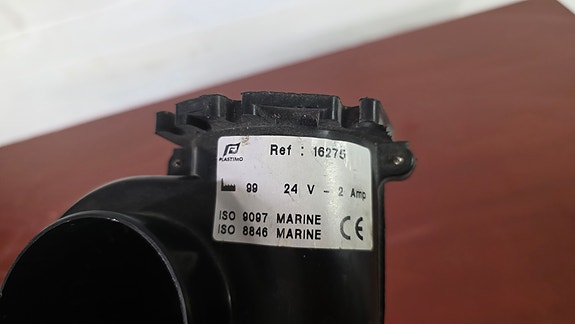 PLASTIMO
Ref : 16275
99 24 V - 2 Amp
ISO 9097 MARINE
ISO 8846 MARINE
CE